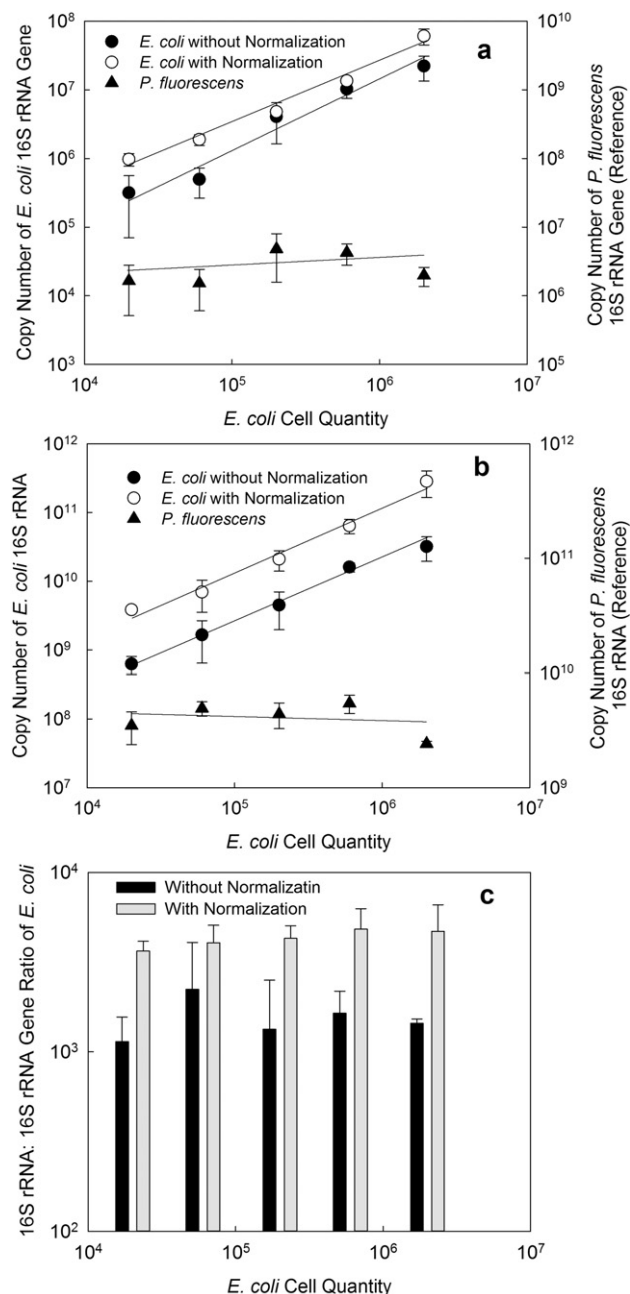 10^8
10^7
10^6
10^5
10^4
10^3
Copy Number of E. coli 16S rRNA Gene
E. coli without Normalization
E. coli with Normalization
P. fluorescens
a
10^10
10^9
10^8
10^7
10^6
10^5
Copy Number of P. fluorescens
16S rRNA Gene (Reference)
10^4
10^5
10^6
10^7
E. coli Cell Quantity
10^12
10^11
10^10
10^9
10^8
10^7
Copy Number of E. coli 16S rRNA
E. coli without Normalization
E. coli with Normalization
P. fluorescens
b
10^12
10^11
10^10
10^9
Copy Number of P. fluorescens
16S rRNA (Reference)
10^4
10^5
10^6
10^7
E. coli Cell Quantity
10^4
10^3
10^2
16S rRNA: 16S rRNA Gene Ratio of E. coli
Without Normalizatin
With Normalization
c
10^4
10^5
10^6
10^7
E. coli Cell Quantity